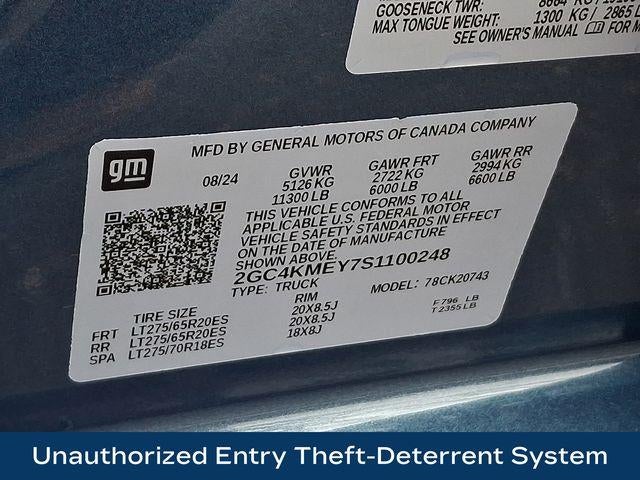 GOOSENECK TWR:
MAX TONGUE WEIGHT: 1300 KG / 2865 L
SEE OWNER'S MANUAL FOR M
gm
MFD BY GENERAL MOTORS OF CANADA COMPANY
08/24 GVWR GAWR FRT GAWR RR
5126 KG 2722 KG 2994 KG
11300 LB 6000 LB 6600 LB
THIS VEHICLE CONFORMS TO ALL
APPLICABLE U.S. FEDERAL MOTOR
VEHICLE SAFETY STANDARDS IN EFFECT
ON THE DATE OF MANUFACTURE
SHOWN ABOVE.
2GC4KMEY7S1100248
TYPE: TRUCK MODEL: 78CK20743
TIRE SIZE RIM F 796 LB
FRT LT275/65R20ES 20X8.5J T 2355 LB
RR LT275/65R20ES 20X8.5J
SPA LT275/70R18ES 18X8J
Unauthorized Entry Theft-Deterrent System